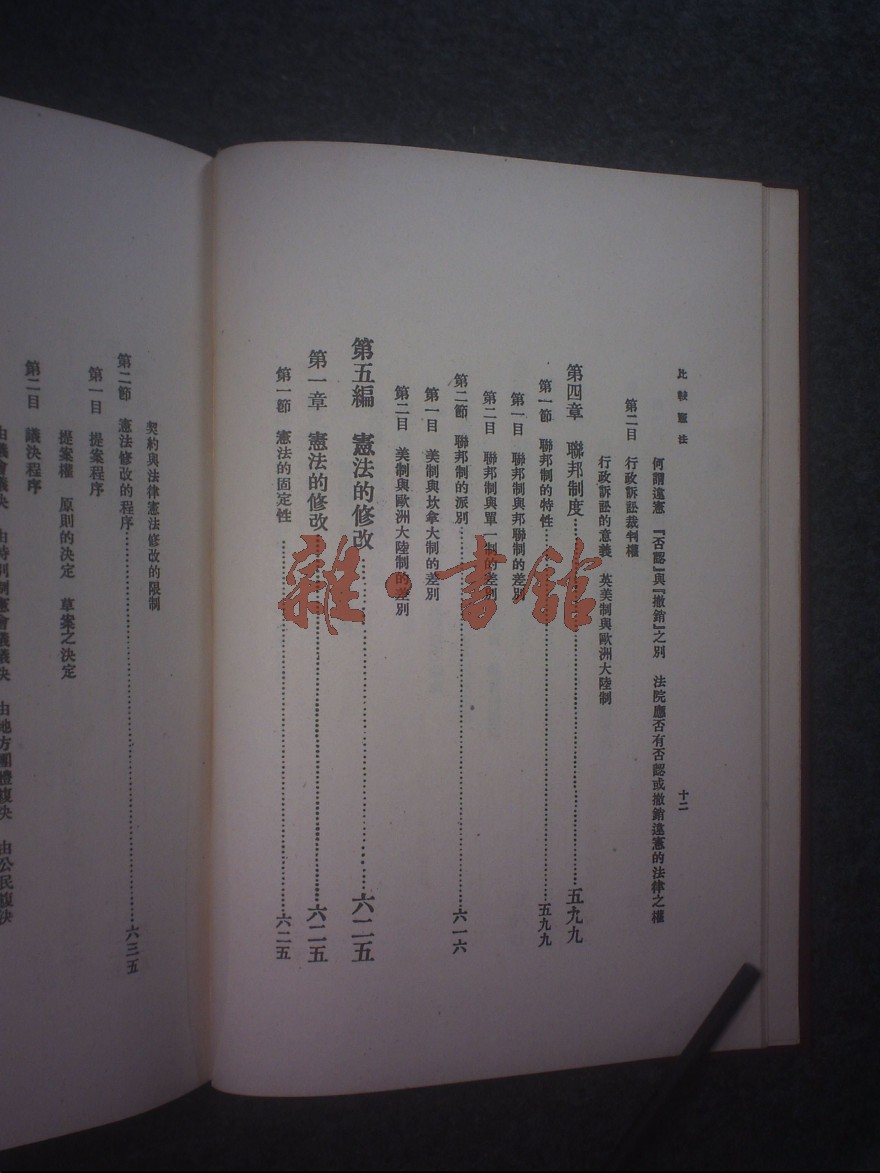 比較憲法
十二
何謂違憲 『否認』與『撤銷』之別 法院應否有否認或撤銷違憲的法律之權
第二目 行政訴訟裁判權
行政訴訟的意義 英美制與歐洲大陸制
第四章 聯邦制度……五九九
第一節 聯邦制的特性……五九九
第一目 聯邦制與邦聯制的差別
第二目 聯邦制與單一制的差別
第二節 聯邦制的派別……六一六
第一目 美制與坎拿大制的差別
第二目 美制與歐洲大陸制的差別
第五編 憲法的修改……六二五
第一章 憲法的修改……六二五
第一節 憲法的固定性……六二五
契約與法律憲法修改的限制
第二節 憲法修改的程序……六三五
第一目 提案程序
提案權 原則的決定 草案之決定
第二目 議決程序
由議會議決 由特別制憲會議議決 由地方團體複決 由公民複決
雜·書館